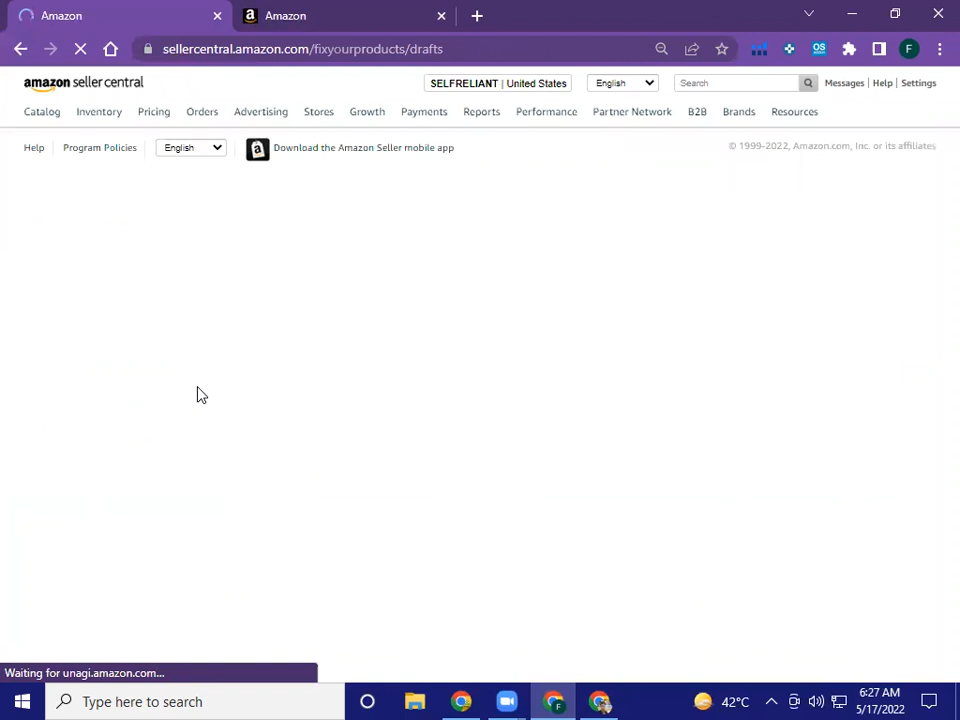 Amazon
Amazon
sellercentral.amazon.com/fixyourproducts/drafts
OS
F
amazon seller central
SELFRELIANT | United States
English
Search
Messages
Help
Settings
Catalog
Inventory
Pricing
Orders
Advertising
Stores
Growth
Payments
Reports
Performance
Partner Network
B2B
Brands
Resources
Help
Program Policies
English
Download the Amazon Seller mobile app
© 1999-2022, Amazon.com, Inc. or its affiliates
Waiting for unagi.amazon.com...
Type here to search
42°C
6:27 AM
5/17/2022